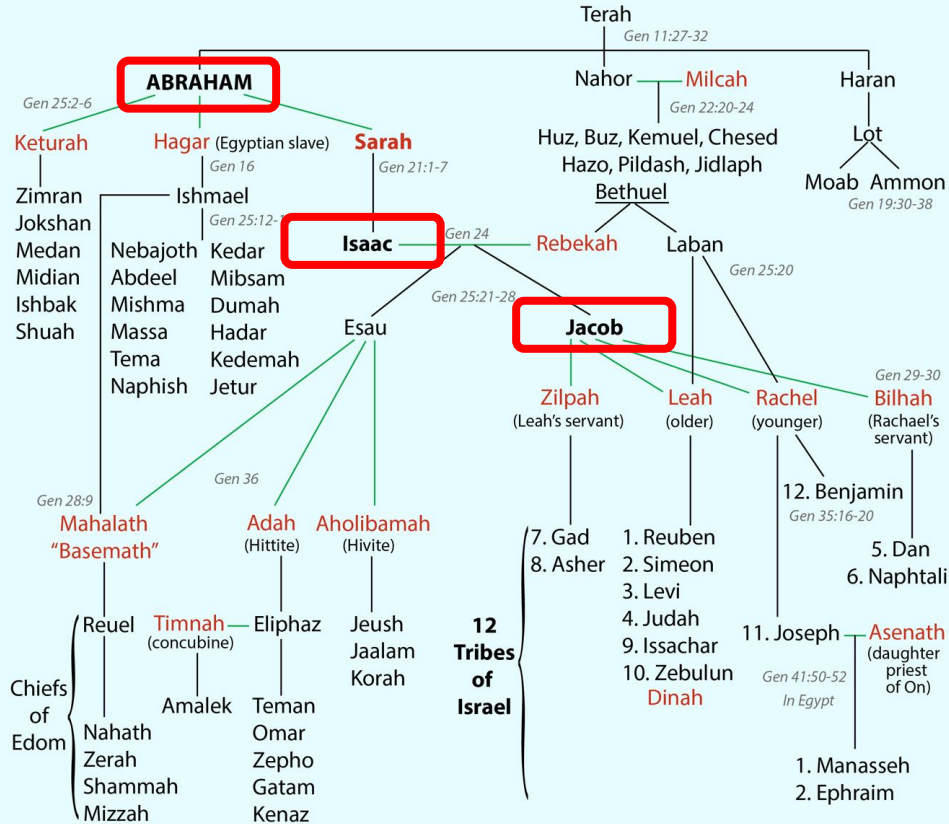 Terah
Gen 11:27-32
ABRAHAM
Nahor
Milcah
Haran
Gen 25:2-6
Gen 22:20-24
Keturah
Hagar (Egyptian slave)
Sarah
Huz, Buz, Kemuel, Chesed
Hazo, Pildash, Jidlaph
Bethuel
Lot
Gen 16
Gen 21:1-7
Moab Ammon
Gen 19:30-38
Zimran
Jokshan
Medan
Midian
Ishbak
Shuah
Ishmael
Gen 25:12-1
Nebajoth
Abdeel
Mishma
Massa
Tema
Naphish
Kedar
Mibsam
Dumah
Hadar
Kedemah
Jetur
Isaac
Gen 24
Rebekah
Laban
Gen 25:20
Gen 25:21-28
Esau
Jacob
Gen 29-30
Zilpah
(Leah's servant)
Leah
(older)
Rachel
(younger)
Bilhah
(Rachael's
servant)
12. Benjamin
Gen 35:16-20
Gen 28:9
Gen 36
Mahalath
"Basemath"
Adah
(Hittite)
Aholibamah
(Hivite)
7. Gad
8. Asher
1. Reuben
2. Simeon
3. Levi
4. Judah
9. Issachar
10. Zebulun
Dinah
5. Dan
6. Naphtali
12
Tribes
of
Israel
Reuel
Timnah
(concubine)
Eliphaz
Jeush
Jaalam
Korah
11. Joseph
Asenath
(daughter
priest
of On)
Gen 41:50-52
In Egypt
Chiefs
of
Edom
Amalek
Nahath
Zerah
Shammah
Mizzah
Teman
Omar
Zepho
Gatam
Kenaz
1. Manasseh
2. Ephraim